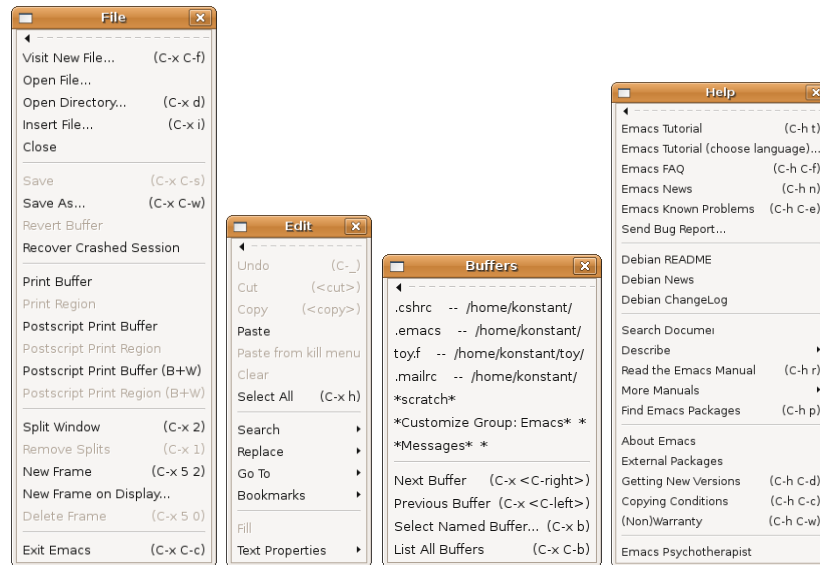 File
Visit New File... (C-x C-f)
Open File...
Open Directory... (C-x d)
Insert File... (C-x i)
Close
Save (C-x C-s)
Save As... (C-x C-w)
Revert Buffer
Recover Crashed Session
Print Buffer
Print Region
Postscript Print Buffer
Postscript Print Region
Postscript Print Buffer (B+W)
Postscript Print Region (B+W)
Split Window (C-x 2)
Remove Splits (C-x 1)
New Frame (C-x 5 2)
New Frame on Display...
Delete Frame (C-x 5 0)
Exit Emacs (C-x C-c)
Edit
Undo (C-_)
Cut (<cut>)
Copy (<copy>)
Paste
Paste from kill menu
Clear
Select All (C-x h)
Search
Replace
Go To
Bookmarks
Fill
Text Properties
Buffers
.cshrc -- /home/konstant/
.emacs -- /home/konstant/
toy.f -- /home/konstant/toy/
.mailrc -- /home/konstant/
*scratch*
*Customize Group: Emacs* *
*Messages* *
Next Buffer (C-x <C-right>)
Previous Buffer (C-x <C-left>)
Select Named Buffer... (C-x b)
List All Buffers (C-x C-b)
Help
Emacs Tutorial (C-h t)
Emacs Tutorial (choose language)...
Emacs FAQ (C-h C-f)
Emacs News (C-h n)
Emacs Known Problems (C-h C-e)
Send Bug Report...
Debian README
Debian News
Debian ChangeLog
Search
Describe
Read the Emacs Manual (C-h r)
More Manuals
Find Emacs Packages (C-h p)
About Emacs
External Packages
Getting New Versions (C-h C-d)
Copying Conditions (C-h C-c)
(Non)Warranty (C-h C-w)
Emacs Psychotherapist